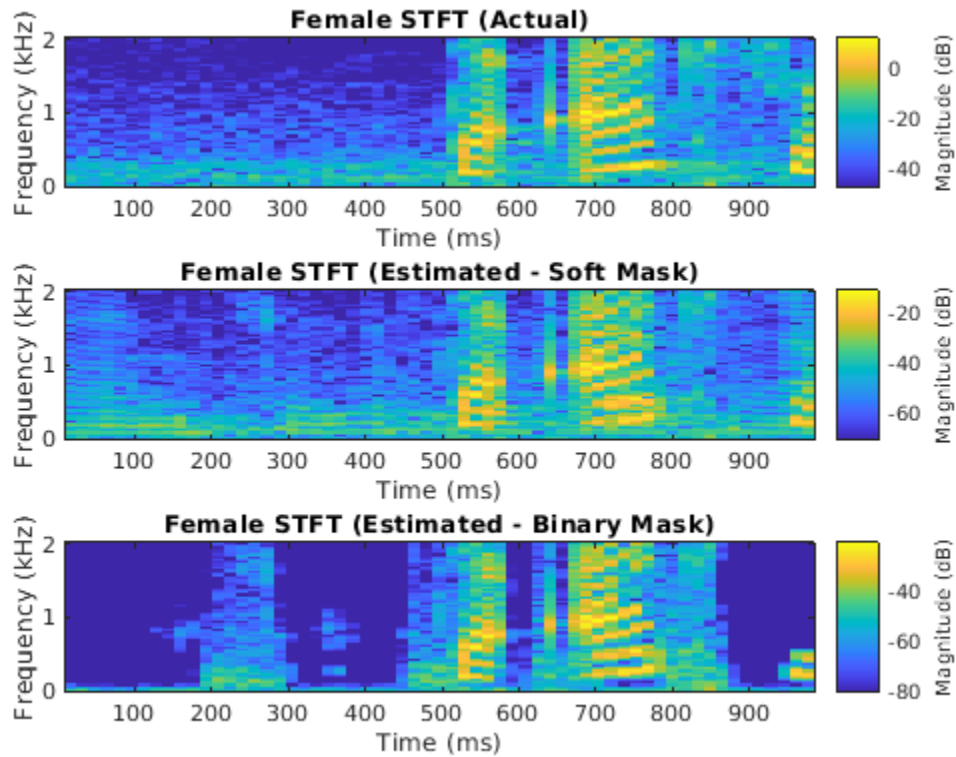 Female STFT (Actual)
Frequency (kHz)
2
1
0
100 200 300 400 500 600 700 800 900
Time (ms)
0
-20
-40
Magnitude (dB)
Female STFT (Estimated - Soft Mask)
Frequency (kHz)
2
1
0
100 200 300 400 500 600 700 800 900
Time (ms)
-20
-40
-60
Magnitude (dB)
Female STFT (Estimated - Binary Mask)
Frequency (kHz)
2
1
0
100 200 300 400 500 600 700 800 900
Time (ms)
-40
-60
-80
Magnitude (dB)